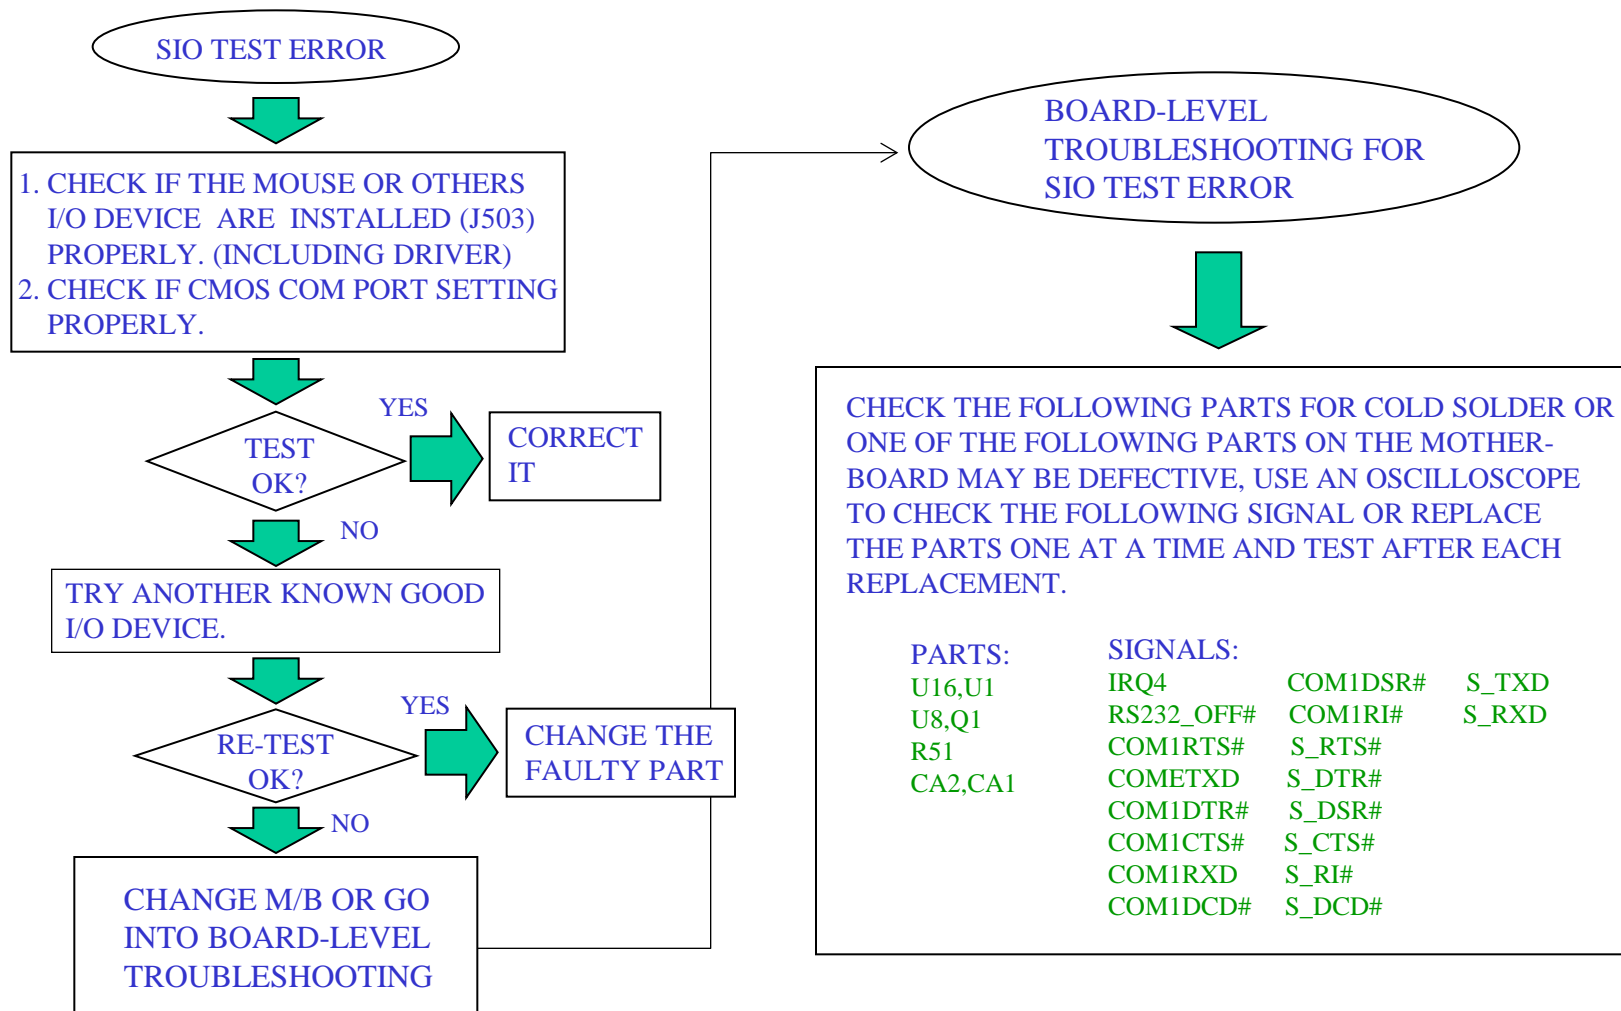 SIO TEST ERROR
1. CHECK IF THE MOUSE OR OTHERS
I/O DEVICE ARE INSTALLED (J503)
PROPERLY. (INCLUDING DRIVER)
2. CHECK IF CMOS COM PORT SETTING
PROPERLY.
TEST
OK?
YES
CORRECT
IT
NO
TRY ANOTHER KNOWN GOOD
I/O DEVICE.
RE-TEST
OK?
YES
CHANGE THE
FAULTY PART
NO
CHANGE M/B OR GO
INTO BOARD-LEVEL
TROUBLESHOOTING
BOARD-LEVEL
TROUBLESHOOTING FOR
SIO TEST ERROR
CHECK THE FOLLOWING PARTS FOR COLD SOLDER OR
ONE OF THE FOLLOWING PARTS ON THE MOTHER-
BOARD MAY BE DEFECTIVE, USE AN OSCILLOSCOPE
TO CHECK THE FOLLOWING SIGNAL OR REPLACE
THE PARTS ONE AT A TIME AND TEST AFTER EACH
REPLACEMENT.
PARTS:
U16,U1
U8,Q1
R51
CA2,CA1
SIGNALS:
IRQ4 COM1DSR# S_TXD
RS232_OFF# COM1RI# S_RXD
COM1RTS# S_RTS#
COMETXD S_DTR#
COM1DTR# S_DSR#
COM1CTS# S_CTS#
COM1RXD S_RI#
COM1DCD# S_DCD#